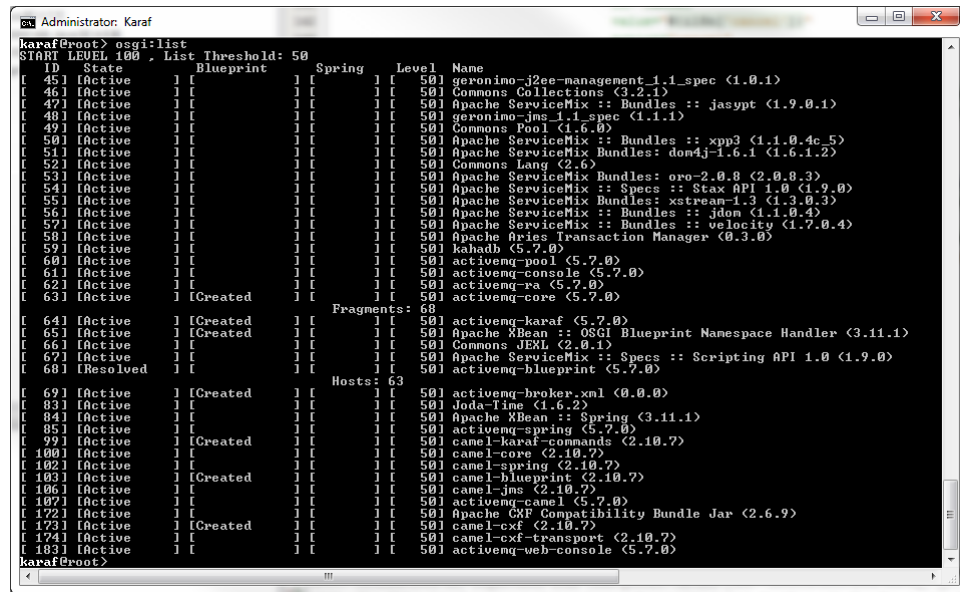 Administrator: Karaf
karaf@root> osgi:list
START LEVEL 100 , List Threshold: 50
   ID   State         Blueprint      Spring    Level  Name
[  45] [Active     ] [            ] [       ] [   50] geronimo-j2ee-management_1.1_spec (1.0.1)
[  46] [Active     ] [            ] [       ] [   50] Commons Collections (3.2.1)
[  47] [Active     ] [            ] [       ] [   50] Apache ServiceMix :: Bundles :: jasypt (1.9.0.1)
[  48] [Active     ] [            ] [       ] [   50] geronimo-jms_1.1_spec (1.1.1)
[  49] [Active     ] [            ] [       ] [   50] Commons Pool (1.6.0)
[  50] [Active     ] [            ] [       ] [   50] Apache ServiceMix :: Bundles :: xpp3 (1.1.0.4c_5)
[  51] [Active     ] [            ] [       ] [   50] Apache ServiceMix Bundles: dom4j-1.6.1 (1.6.1.2)
[  52] [Active     ] [            ] [       ] [   50] Commons Lang (2.6)
[  53] [Active     ] [            ] [       ] [   50] Apache ServiceMix Bundles: oro-2.0.8 (2.0.8.3)
[  54] [Active     ] [            ] [       ] [   50] Apache ServiceMix :: Specs :: Stax API 1.0 (1.9.0)
[  55] [Active     ] [            ] [       ] [   50] Apache ServiceMix Bundles: xstream-1.3 (1.3.0.3)
[  56] [Active     ] [            ] [       ] [   50] Apache ServiceMix :: Bundles :: jdom (1.1.0.4)
[  57] [Active     ] [            ] [       ] [   50] Apache ServiceMix :: Bundles :: velocity (1.7.0.4)
[  58] [Active     ] [            ] [       ] [   50] Apache Aries Transaction Manager (0.3.0)
[  59] [Active     ] [            ] [       ] [   50] kahadb (5.7.0)
[  60] [Active     ] [            ] [       ] [   50] activemq-pool (5.7.0)
[  61] [Active     ] [            ] [       ] [   50] activemq-console (5.7.0)
[  62] [Active     ] [            ] [       ] [   50] activemq-ra (5.7.0)
[  63] [Active     ] [Created     ] [       ] [   50] activemq-core (5.7.0)
                                       Fragments: 68
[  64] [Active     ] [Created     ] [       ] [   50] activemq-karaf (5.7.0)
[  65] [Active     ] [Created     ] [       ] [   50] Apache XBean :: OSGI Blueprint Namespace Handler (3.11.1)
[  66] [Active     ] [            ] [       ] [   50] Commons JEXL (2.0.1)
[  67] [Active     ] [            ] [       ] [   50] Apache ServiceMix :: Specs :: Scripting API 1.0 (1.9.0)
[  68] [Resolved   ] [            ] [       ] [   50] activemq-blueprint (5.7.0)
                                       Hosts: 63
[  69] [Active     ] [Created     ] [       ] [   50] activemq-broker.xml (0.0.0)
[  83] [Active     ] [            ] [       ] [   50] Joda-Time (1.6.2)
[  84] [Active     ] [            ] [       ] [   50] Apache XBean :: Spring (3.11.1)
[  85] [Active     ] [            ] [       ] [   50] activemq-spring (5.7.0)
[  99] [Active     ] [Created     ] [       ] [   50] camel-karaf-commands (2.10.7)
[ 100] [Active     ] [            ] [       ] [   50] camel-core (2.10.7)
[ 102] [Active     ] [            ] [       ] [   50] camel-spring (2.10.7)
[ 103] [Active     ] [Created     ] [       ] [   50] camel-blueprint (2.10.7)
[ 106] [Active     ] [            ] [       ] [   50] camel-jms (2.10.7)
[ 107] [Active     ] [            ] [       ] [   50] activemq-camel (5.7.0)
[ 172] [Active     ] [            ] [       ] [   50] Apache CXF Compatibility Bundle Jar (2.6.9)
[ 173] [Active     ] [Created     ] [       ] [   50] camel-cxf (2.10.7)
[ 174] [Active     ] [            ] [       ] [   50] camel-cxf-transport (2.10.7)
[ 183] [Active     ] [            ] [       ] [   50] activemq-web-console (5.7.0)
karaf@root>